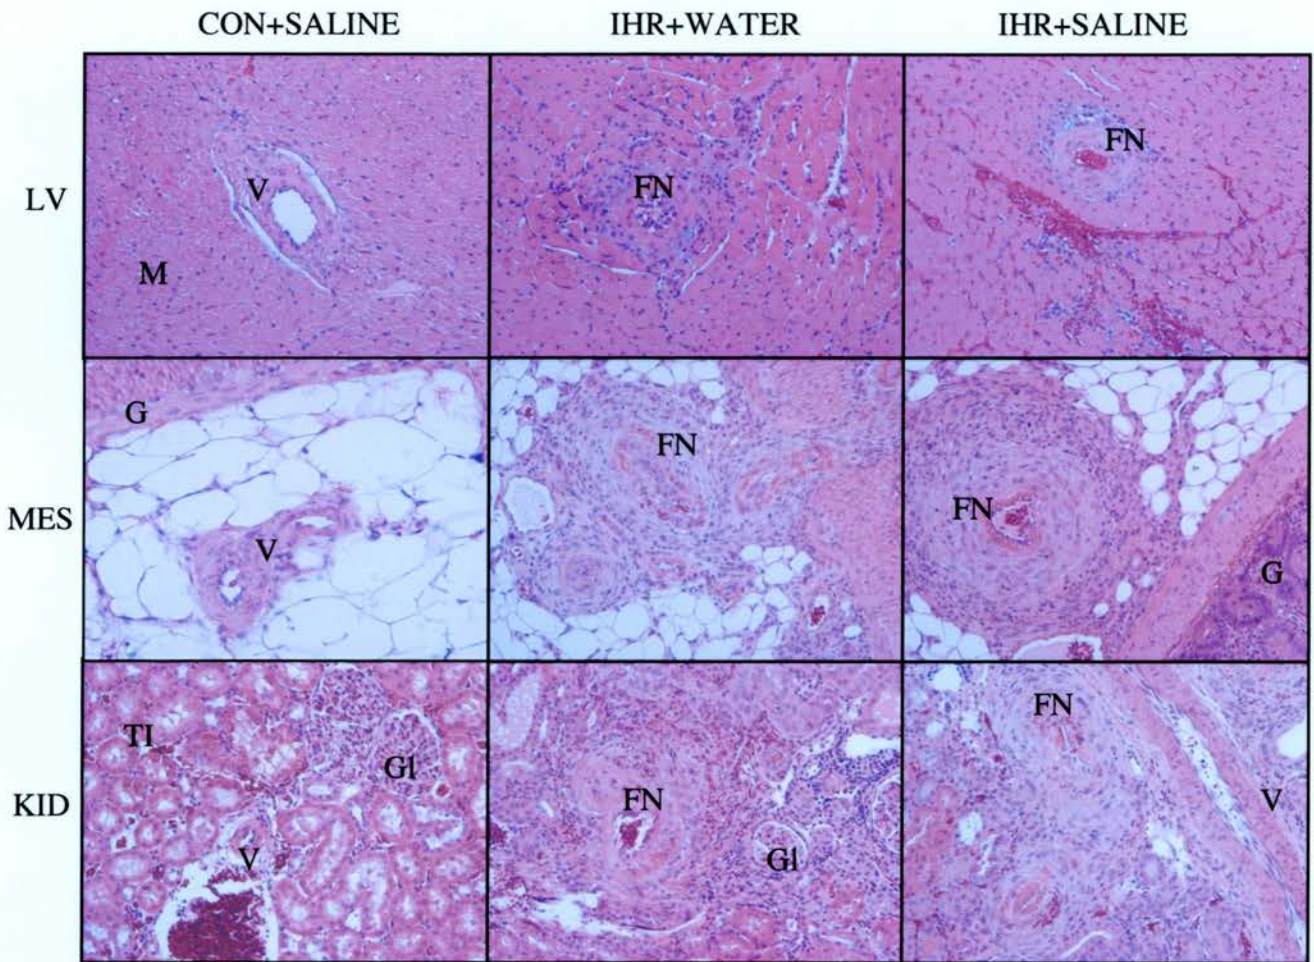 CON+SALINE IHR+WATER IHR+SALINE
LV
V
M
FN
FN
MES
G
V
FN
FN
G
KID
TI
Gl
V
FN
Gl
FN
V